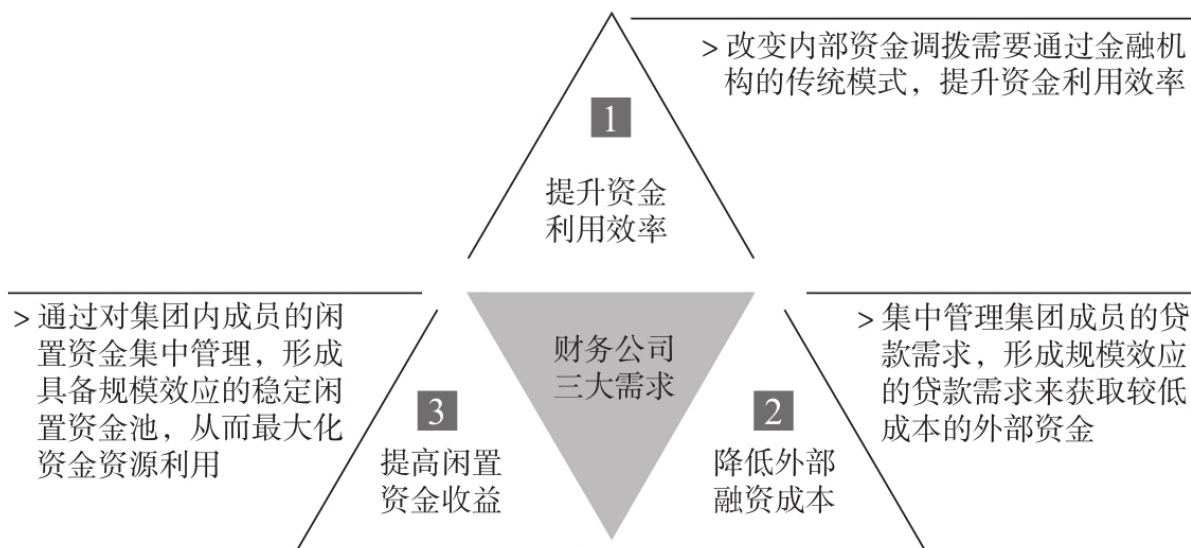 > 改变内部资金调拨需要通过金融机
构的传统模式，提升资金利用效率
1
提升资金
利用效率
财务公司
三大需求
> 集中管理集团成员的贷
款需求，形成规模效应
的贷款需求来获取较低
成本的外部资金
2
降低外部
融资成本
> 通过对集团内成员的闲
置资金集中管理，形成
具备规模效应的稳定闲
置资金池，从而最大化
资金资源利用
3
提高闲置
资金收益